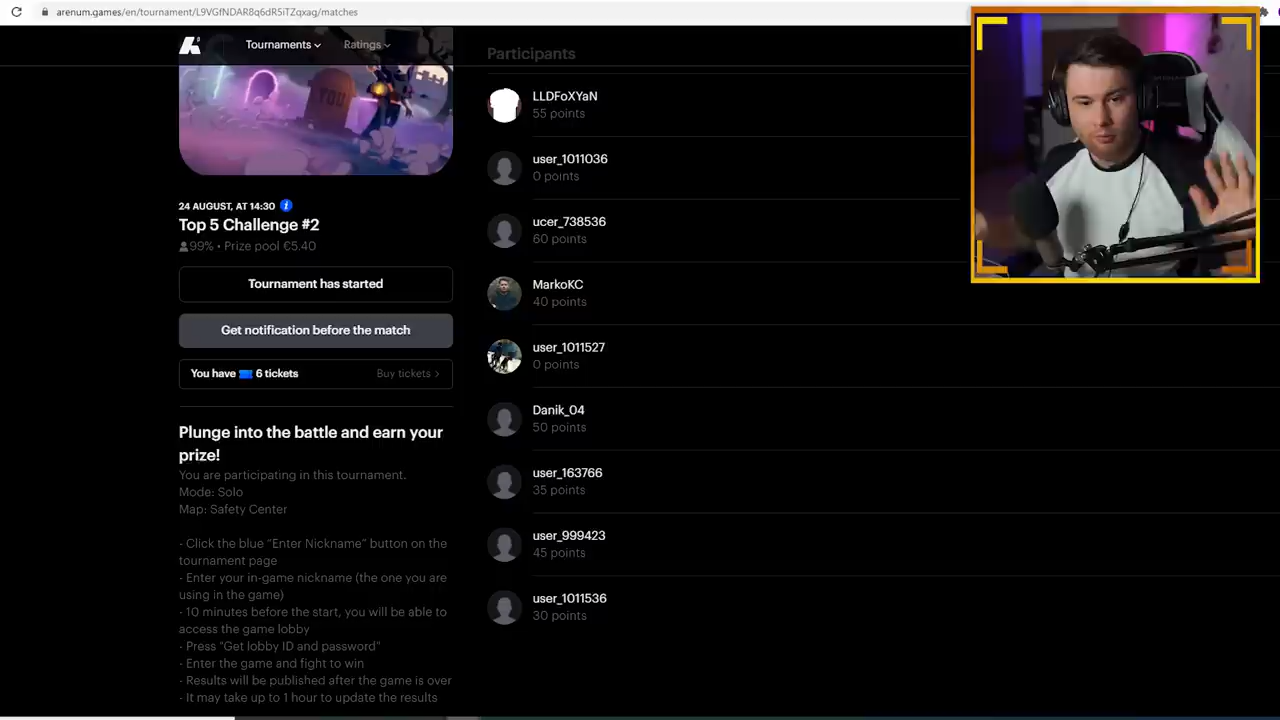 arenum.games/en/tournament/L9VGfNDAR8q6dR5iTZqxag/matches
Tournaments
Ratings
YOU
24 AUGUST, AT 14:30
Top 5 Challenge #2
99% • Prize pool €5.40
Tournament has started
Get notification before the match
You have 6 tickets
Buy tickets >
Plunge into the battle and earn your
prize!
You are participating in this tournament.
Mode: Solo
Map: Safety Center
- Click the blue “Enter Nickname” button on the
tournament page
- Enter your in-game nickname (the one you are
using in the game)
- 10 minutes before the start, you will be able to
access the game lobby
- Press "Get lobby ID and password"
- Enter the game and fight to win
- Results will be published after the game is over
- It may take up to 1 hour to update the results
Participants
LLDFoXYaN
55 points
user_1011036
0 points
ucer_738536
60 points
MarkoKC
40 points
user_1011527
0 points
Danik_04
50 points
user_163766
35 points
user_999423
45 points
user_1011536
30 points